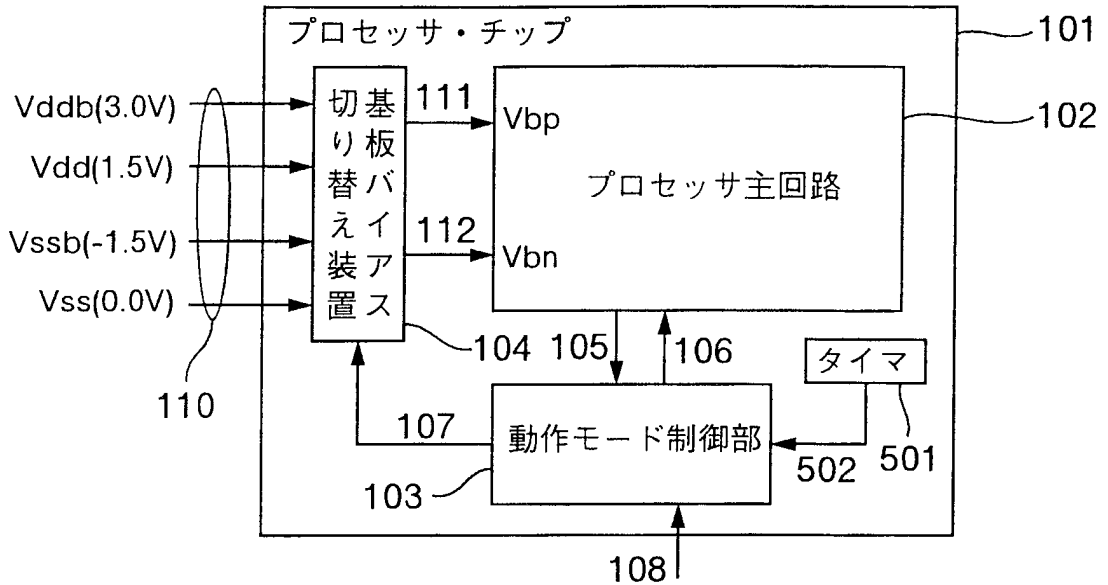 プロセッサ・チップ
101
Vddb(3.0V)
Vdd(1.5V)
Vssb(-1.5V)
Vss(0.0V)
110
基板バイアス
切り替え装置
104
111
112
Vbp
Vbn
プロセッサ主回路
102
105
106
タイマ
501
502
107
動作モード制御部
103
108